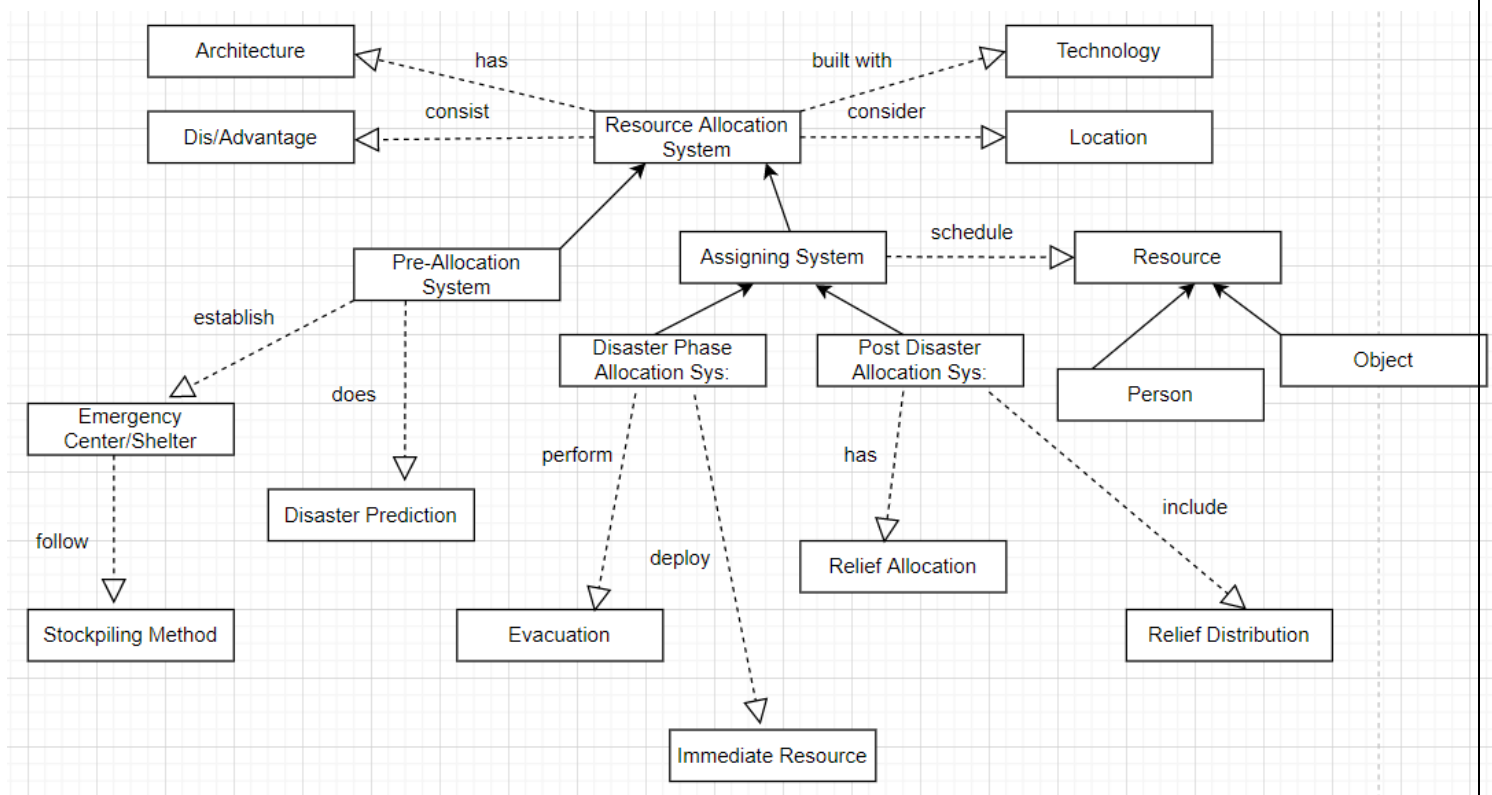 Architecture
has
built with
Technology
Dis/Advantage
consist
Resource Allocation
System
consider
Location
Pre-Allocation
System
Assigning System
schedule
Resource
establish
Disaster Phase
Allocation Sys:
Post Disaster
Allocation Sys:
Object
does
Person
Emergency
Center/Shelter
perform
has
Disaster Prediction
include
follow
deploy
Relief Allocation
Stockpiling Method
Evacuation
Relief Distribution
Immediate Resource